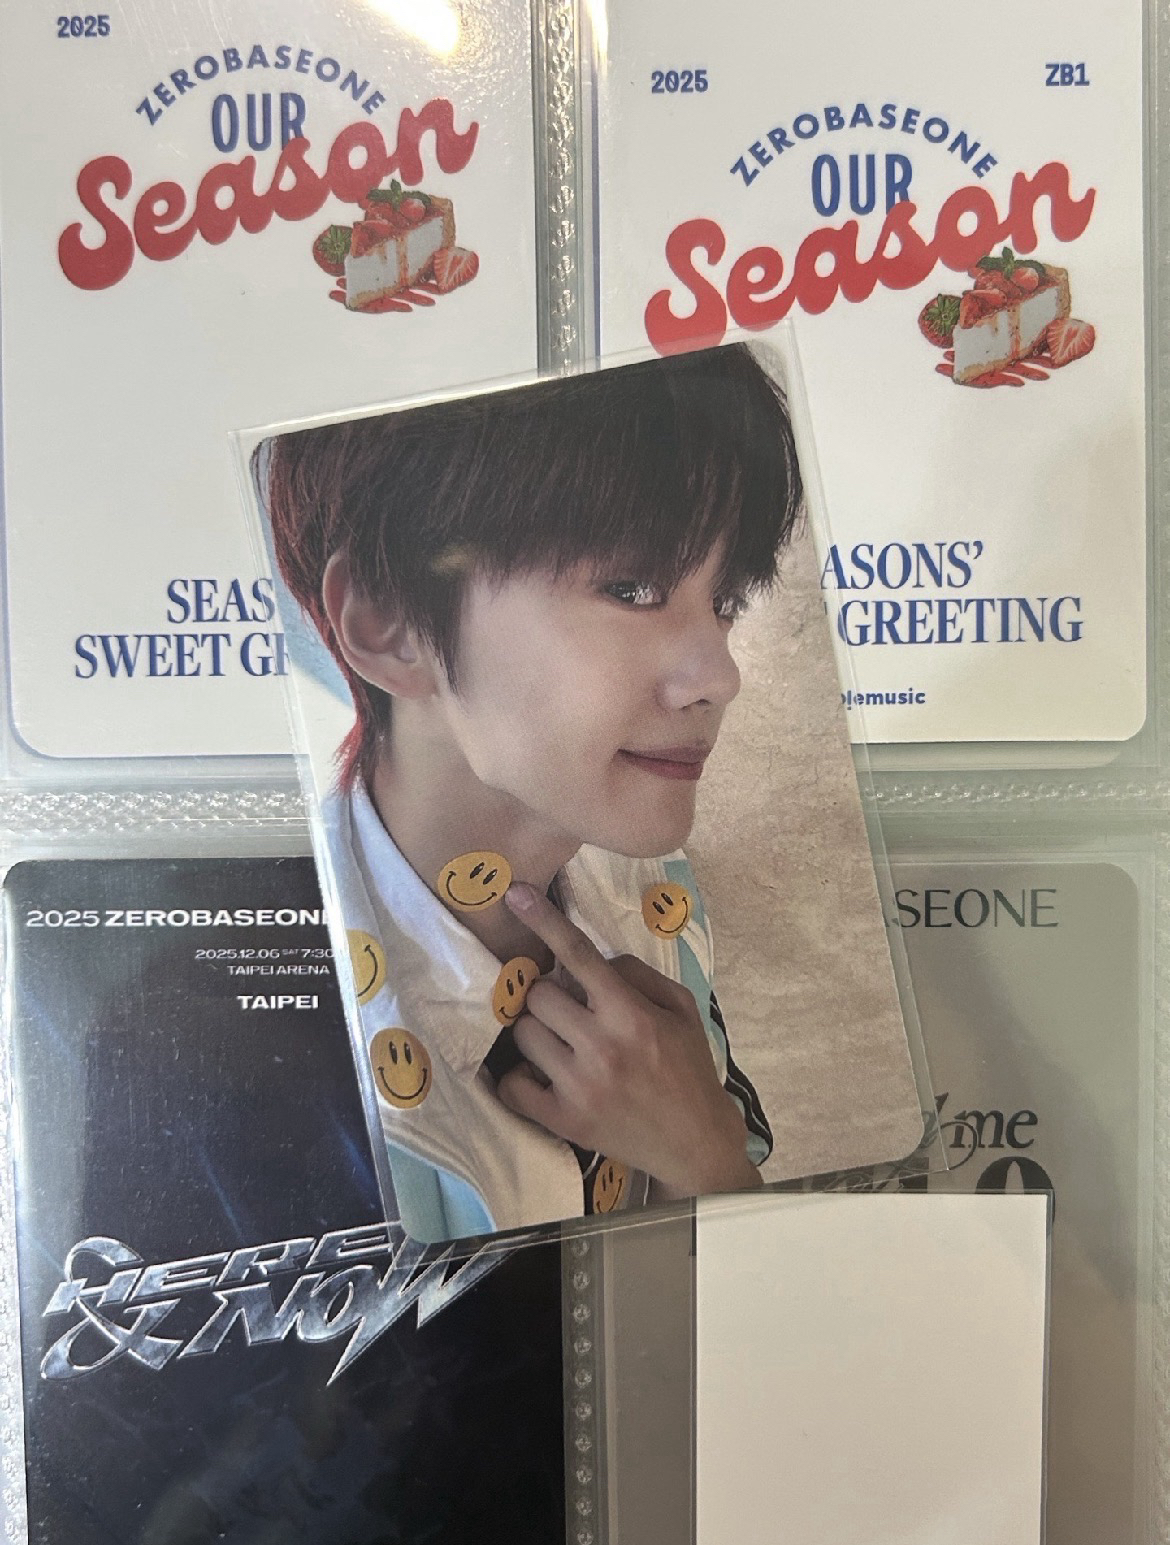 2025
ZEROBASEONE
OUR
Season
SEAS
SWEET GR
2025 ZB1
ZEROBASEONE
OUR
Season
ASONS'
GREETING
lemusic
2025 ZEROBASEONE
2025.12.06 SAT 7:30
TAIPEI ARENA
TAIPEI
HERE
& NOW
SEONE
me